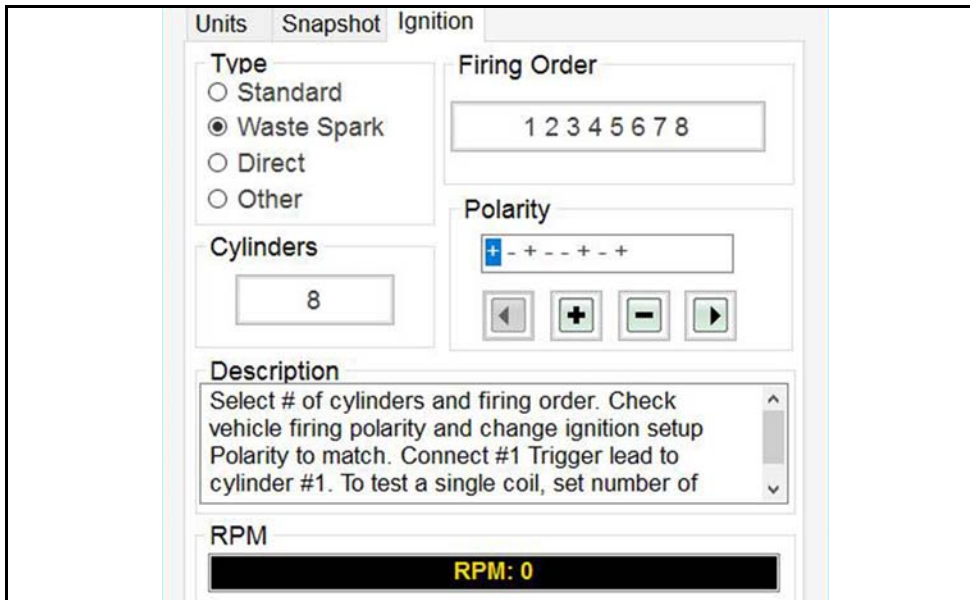 Units Snapshot Ignition
Type
Standard
Waste Spark
Direct
Other
Firing Order
1 2 3 4 5 6 7 8
Polarity
+ - + - - + - +
Cylinders
8
Description
Select # of cylinders and firing order. Check
vehicle firing polarity and change ignition setup
Polarity to match. Connect #1 Trigger lead to
cylinder #1. To test a single coil, set number of
RPM
RPM: 0